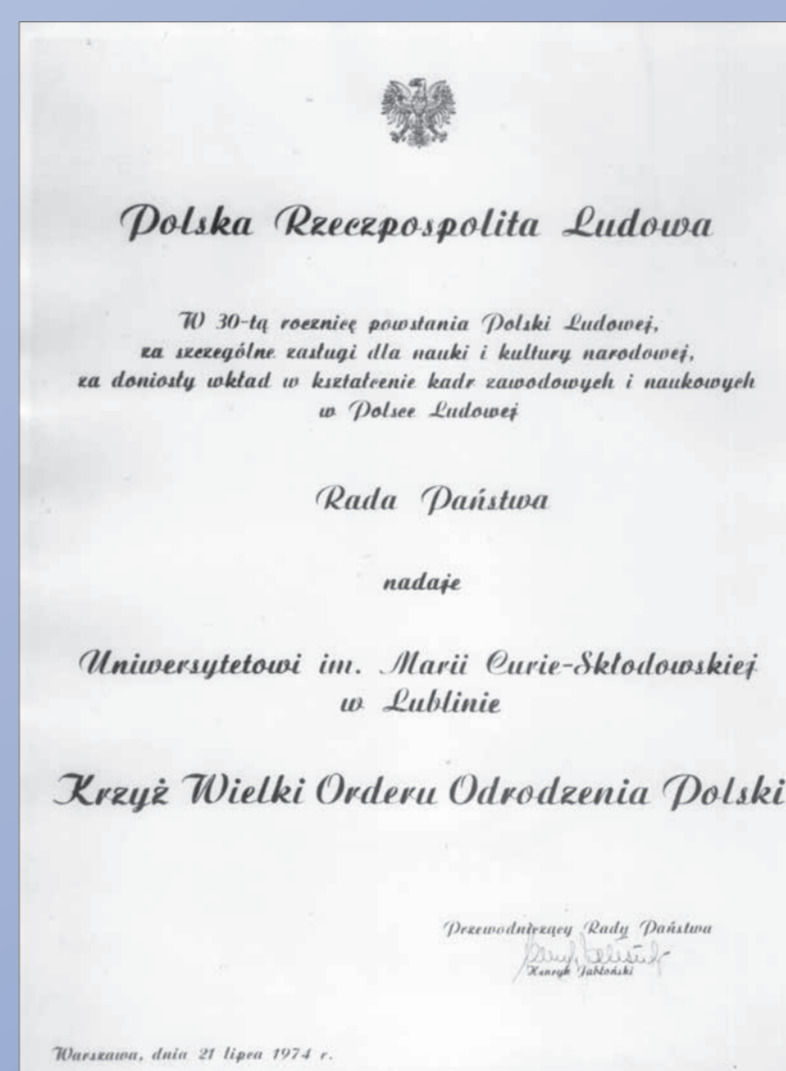 Polska Rzeczpospolita Ludowa
W 30-tą rocznicę powstania Polski Ludowej,
za szczególne zasługi dla nauki i kultury narodowej,
za doniosły wkład w kształcenie kadr zawodowych i naukowych
w Polsce Ludowej
Rada Państwa
nadaje
Uniwersytetowi im. Marii Curie-Skłodowskiej
w Lublinie
Krzyż Wielki Orderu Odrodzenia Polski
Przewodniczący Rady Państwa
Henryk Jabłoński
Warszawa, dnia 21 lipca 1974 r.